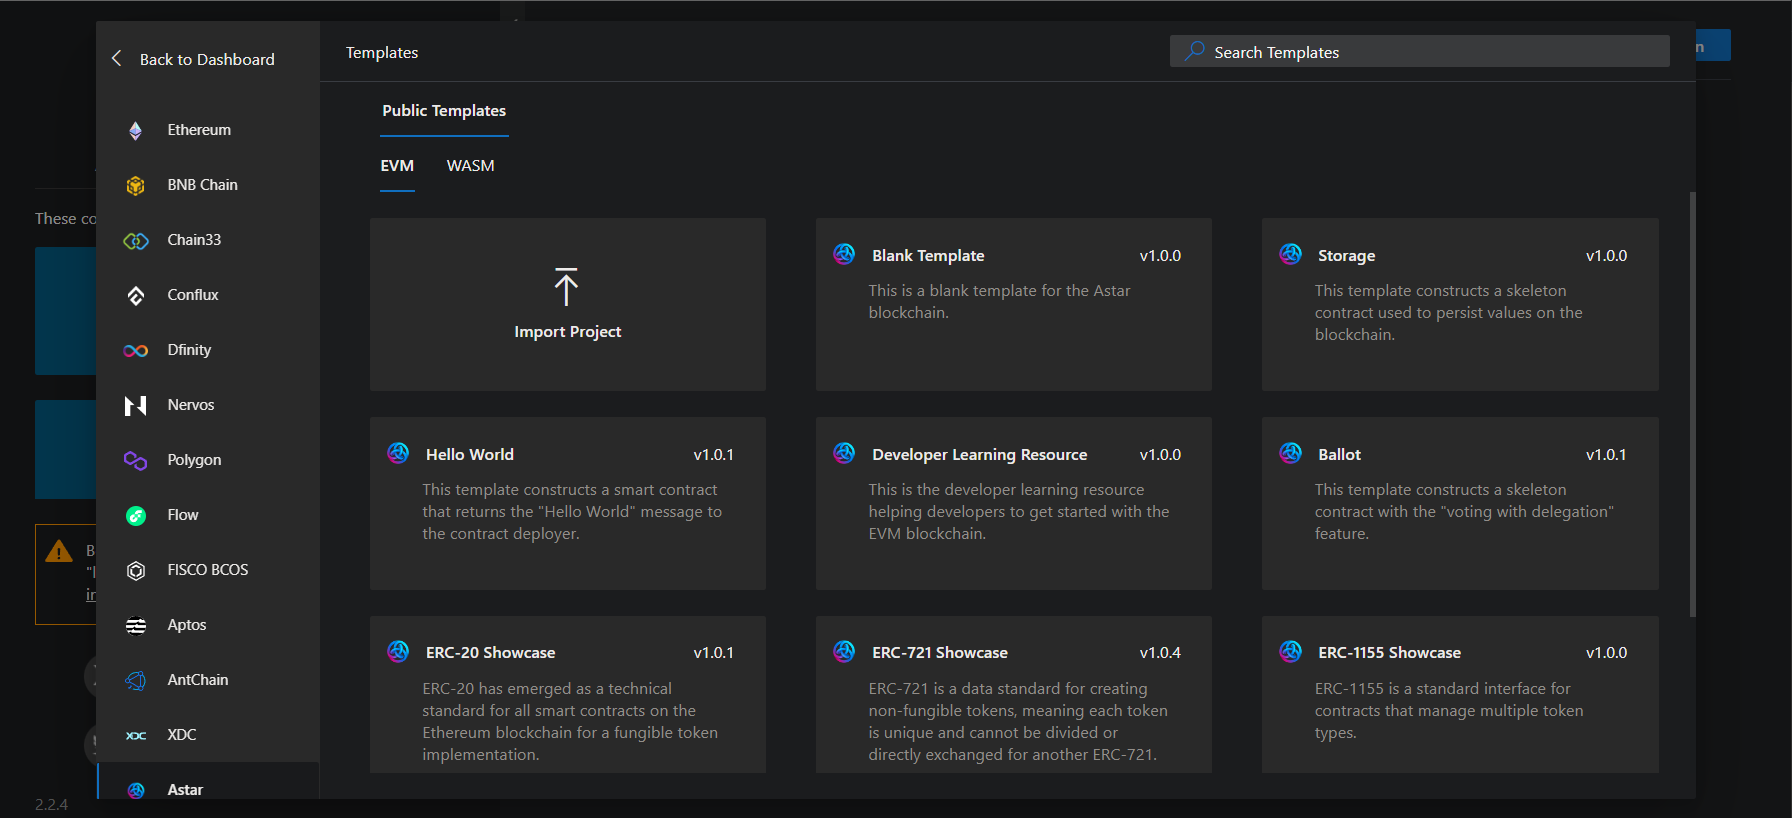 Back to Dashboard
Ethereum
BNB Chain
Chain33
Conflux
Dfinity
Nervos
Polygon
Flow
FISCO BCOS
Aptos
AntChain
XDC
Astar
Templates
Search Templates
Public Templates
EVM WASM
Import Project
Blank Template v1.0.0
This is a blank template for the Astar
blockchain.
Storage v1.0.0
This template constructs a skeleton
contract used to persist values on the
blockchain.
Hello World v1.0.1
This template constructs a smart contract
that returns the "Hello World" message to
the contract deployer.
Developer Learning Resource v1.0.0
This is the developer learning resource
helping developers to get started with the
EVM blockchain.
Ballot v1.0.1
This template constructs a skeleton
contract with the "voting with delegation"
feature.
ERC-20 Showcase v1.0.1
ERC-20 has emerged as a technical
standard for all smart contracts on the
Ethereum blockchain for a fungible token
implementation.
ERC-721 Showcase v1.0.4
ERC-721 is a data standard for creating
non-fungible tokens, meaning each token
is unique and cannot be divided or
directly exchanged for another ERC-721.
ERC-1155 Showcase v1.0.0
ERC-1155 is a standard interface for
contracts that manage multiple token
types.
These co
2.2.4